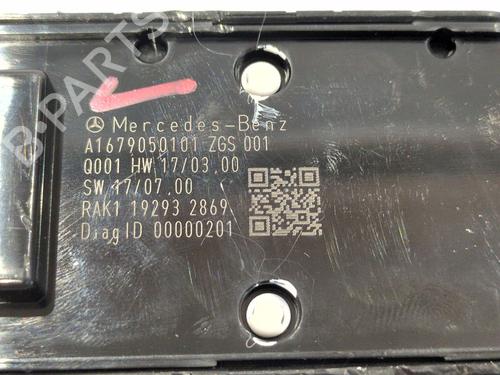 B-PARTS
Mercedes-Benz
A1679050101 ZGS 001
Q001 HW 17/03.00
SW 17/07.00
RAK1 19293 2869
DiagID 00000201